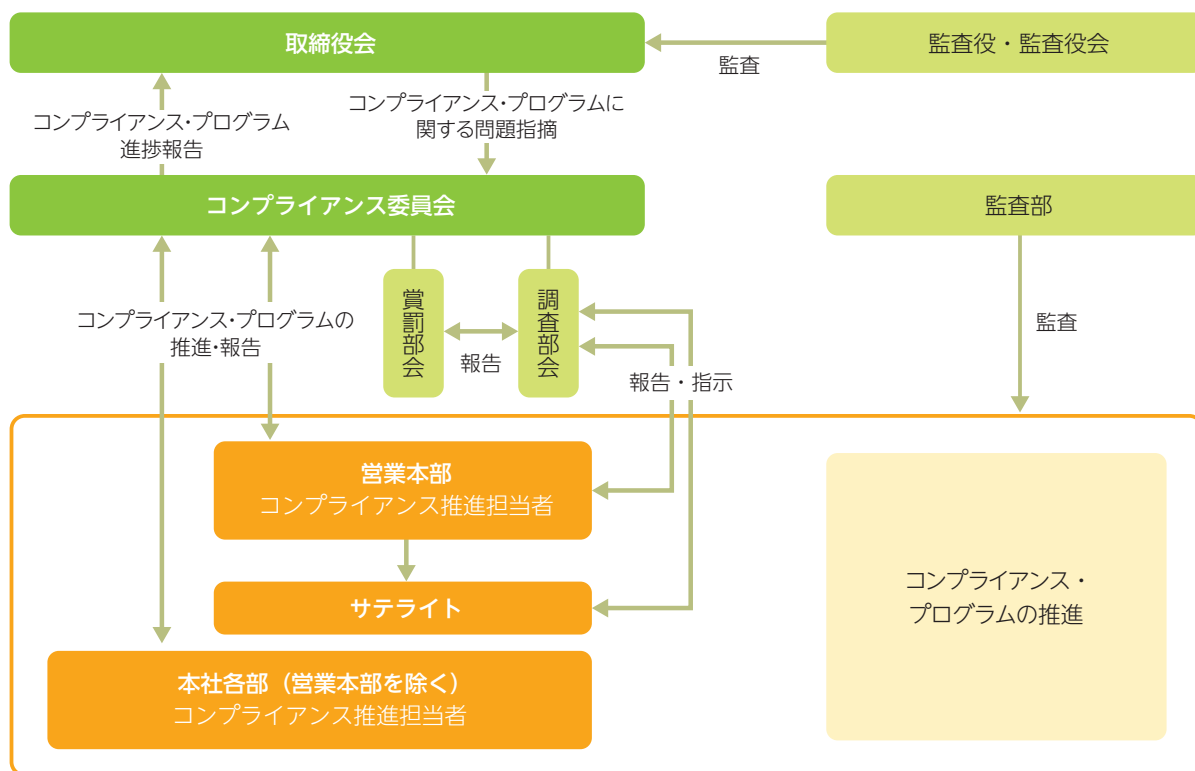 取締役会
監査役・監査役会
監査
コンプライアンス・プログラム
進捗報告
コンプライアンス・プログラムに
関する問題指摘
コンプライアンス委員会
監査部
賞罰部会
調査部会
コンプライアンス・プログラムの
推進・報告
報告
報告・指示
監査
営業本部
コンプライアンス推進担当者
サテライト
本社各部（営業本部を除く）
コンプライアンス推進担当者
コンプライアンス・
プログラムの推進